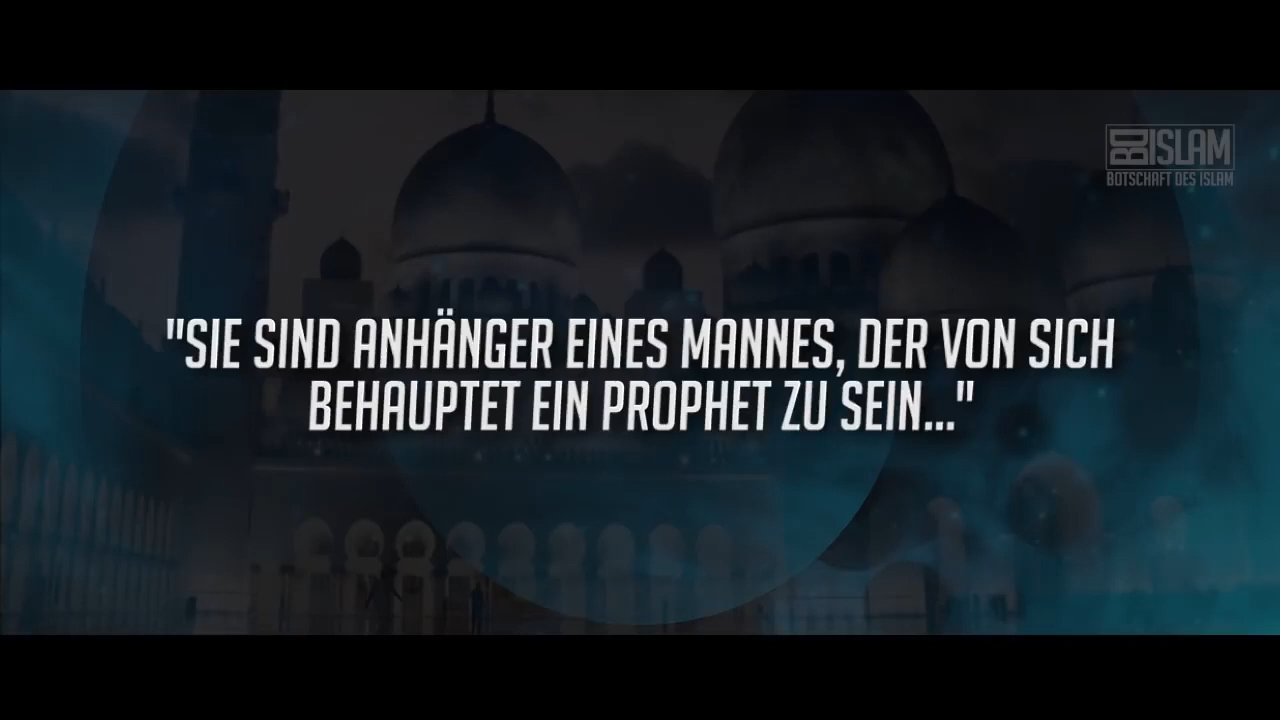 BDISLAM
BOTSCHAFT DES ISLAM
"SIE SIND ANHÄNGER EINES MANNES, DER VON SICH
BEHAUPTET EIN PROPHET ZU SEIN..."